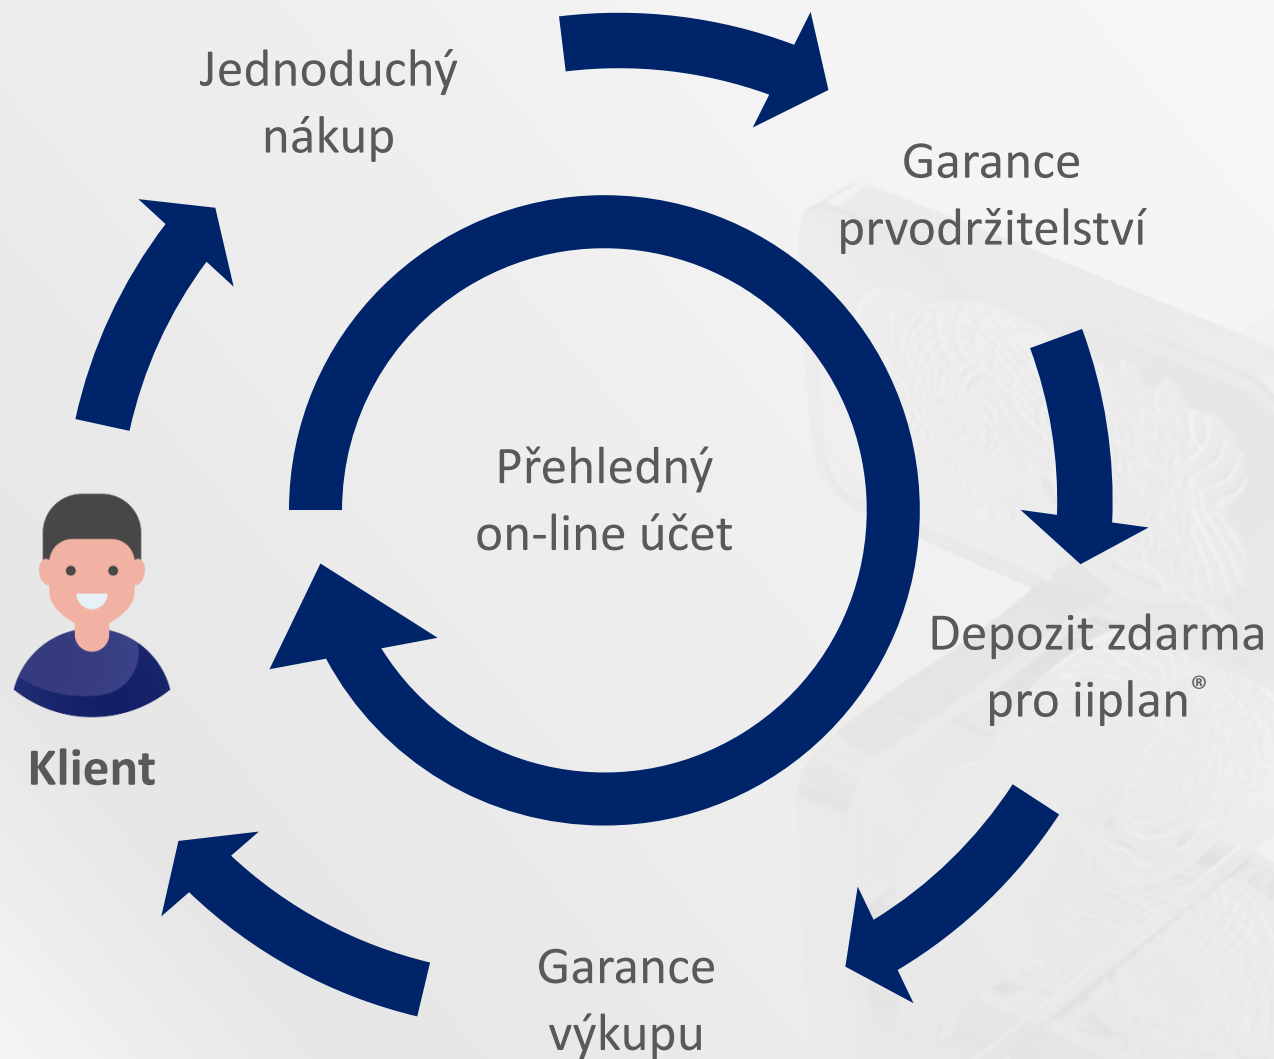 Jednoduchý
nákup
Garance
prvodržitelství
Přehledný
on-line účet
Depozit zdarma
pro iiplan®
Klient
Garance
výkupu